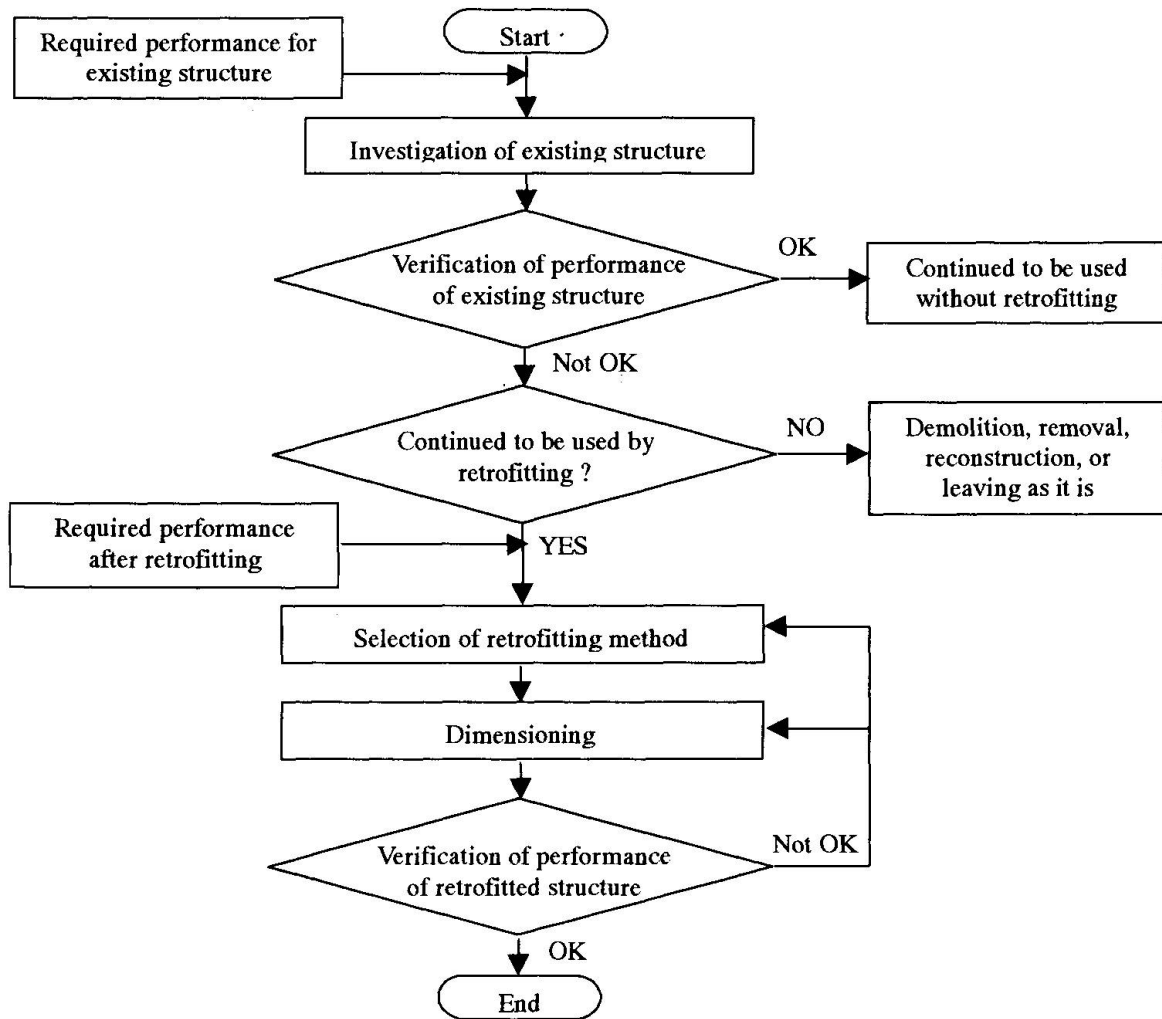 Start
Required performance for
existing structure
Investigation of existing structure
Verification of performance
of existing structure
OK
Continued to be used
without retrofitting
Not OK
Continued to be used by
retrofitting ?
NO
Demolition, removal,
reconstruction, or
leaving as it is
Required performance
after retrofitting
YES
Selection of retrofitting method
Dimensioning
Verification of performance
of retrofitted structure
Not OK
OK
End